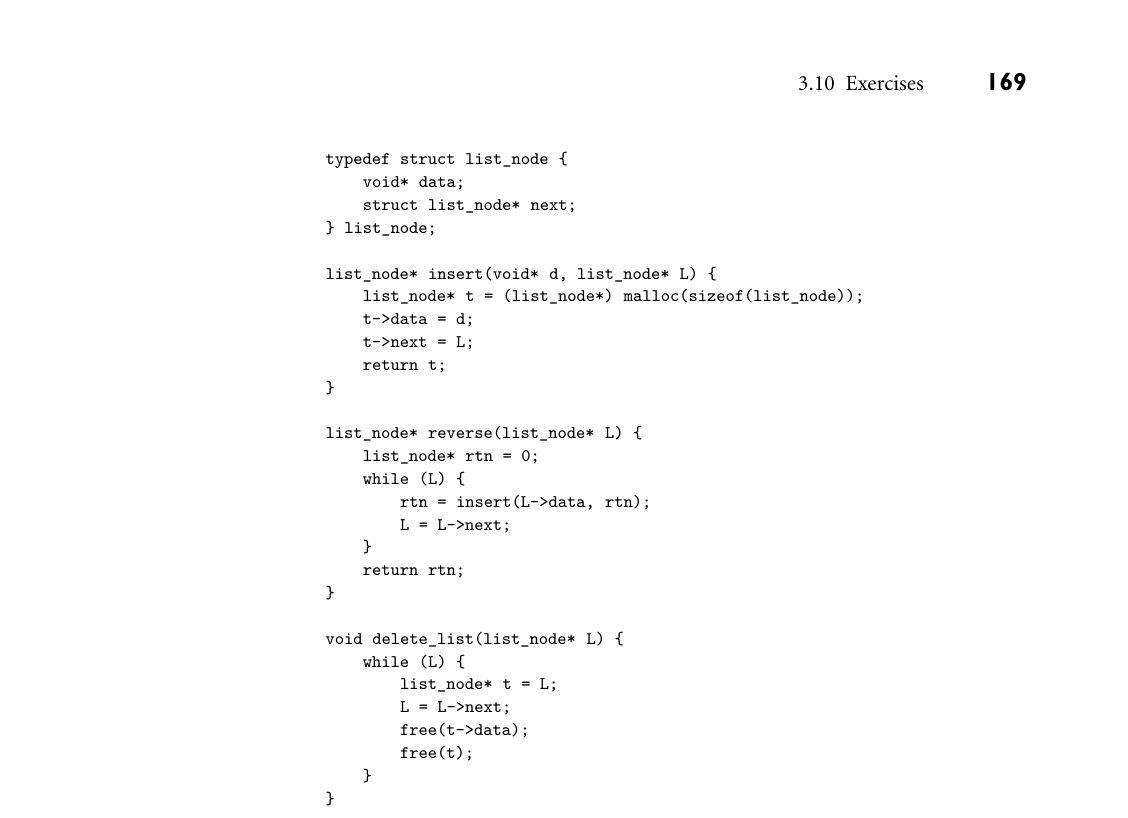 3.10 Exercises 169
typedef struct list_node {
    void* data;
    struct list_node* next;
} list_node;

list_node* insert(void* d, list_node* L) {
    list_node* t = (list_node*) malloc(sizeof(list_node));
    t->data = d;
    t->next = L;
    return t;
}

list_node* reverse(list_node* L) {
    list_node* rtn = 0;
    while (L) {
        rtn = insert(L->data, rtn);
        L = L->next;
    }
    return rtn;
}

void delete_list(list_node* L) {
    while (L) {
        list_node* t = L;
        L = L->next;
        free(t->data);
        free(t);
    }
}